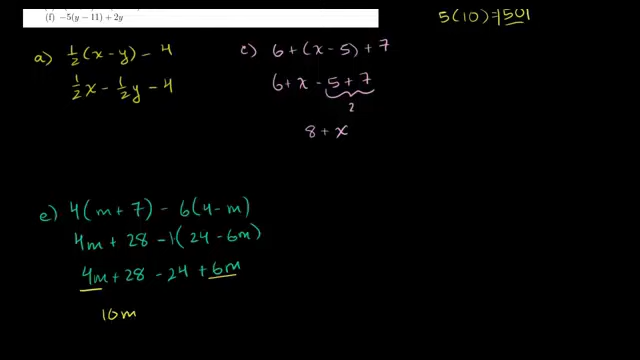 (f) −5(y − 11) + 2y
5(10)=|501
a) 1/2(x - y) - 4
1/2x - 1/2y - 4
c) 6 + (x - 5) + 7
6 + x - 5 + 7
2
8 + x
e) 4(m + 7) - 6(4 - m)
4m + 28 - 1(24 - 6m)
4m + 28 - 24 + 6m
10m